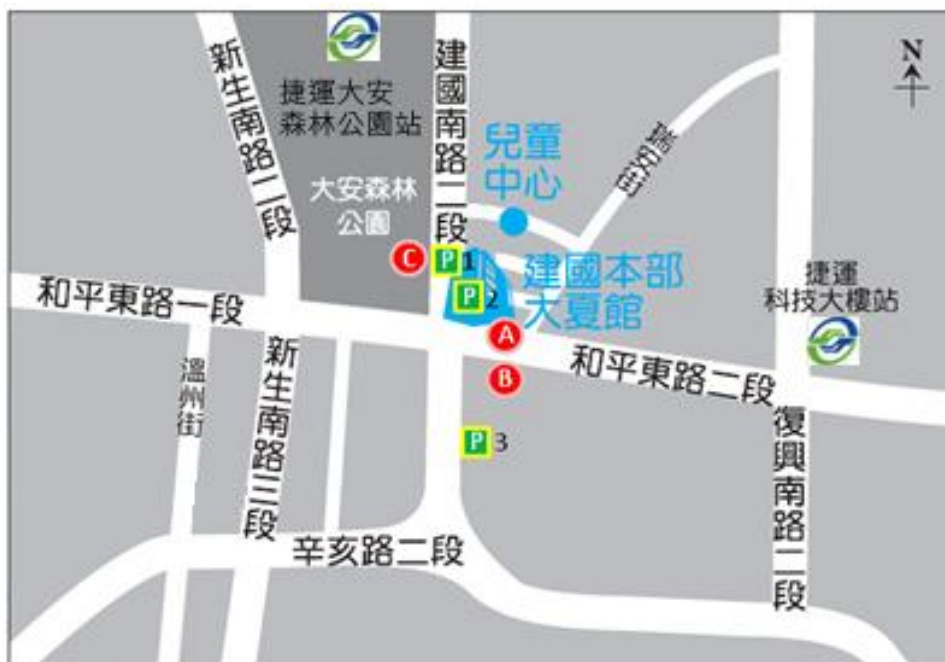 新生南路二段
捷運大安
森林公園站
建國南路二段
N
兒童
中心
瑞安街
大安森林
公園
C
P 1
P 2
建國本部
大夏館
捷運
科技大樓站
和平東路一段
A
B
和平東路二段
溫州街
新生南路三段
P 3
復興南路二段
辛亥路二段